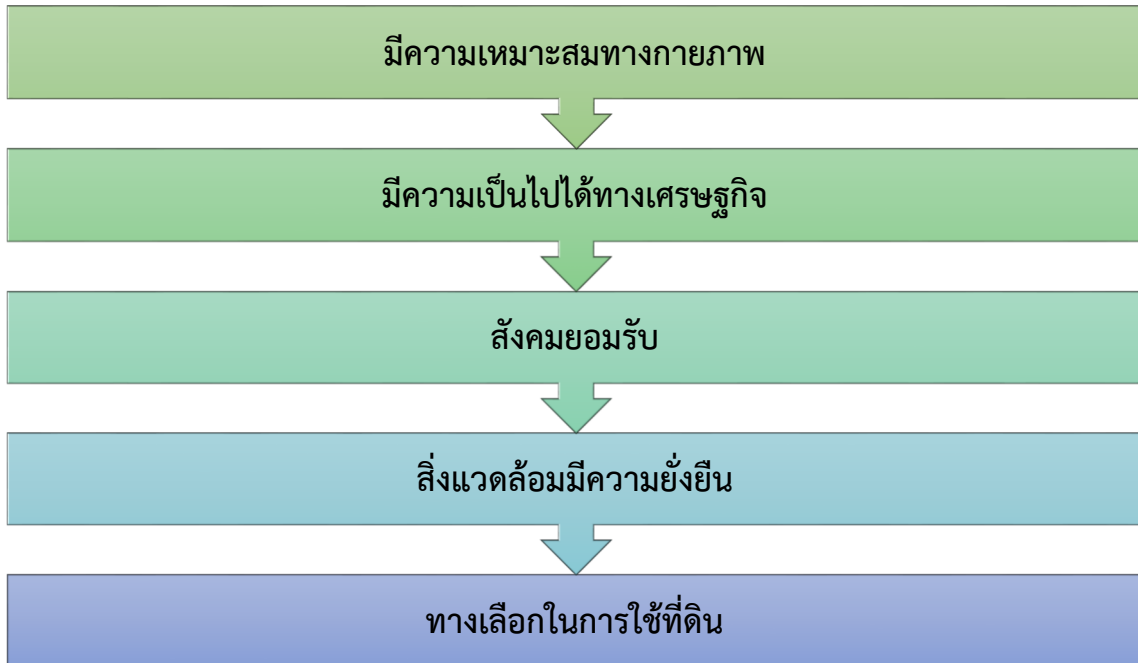 มีความเหมาะสมทางกายภาพ
มีความเป็นไปได้ทางเศรษฐกิจ
สังคมยอมรับ
สิ่งแวดล้อมมีความยั่งยืน
ทางเลือกในการใช้ที่ดิน